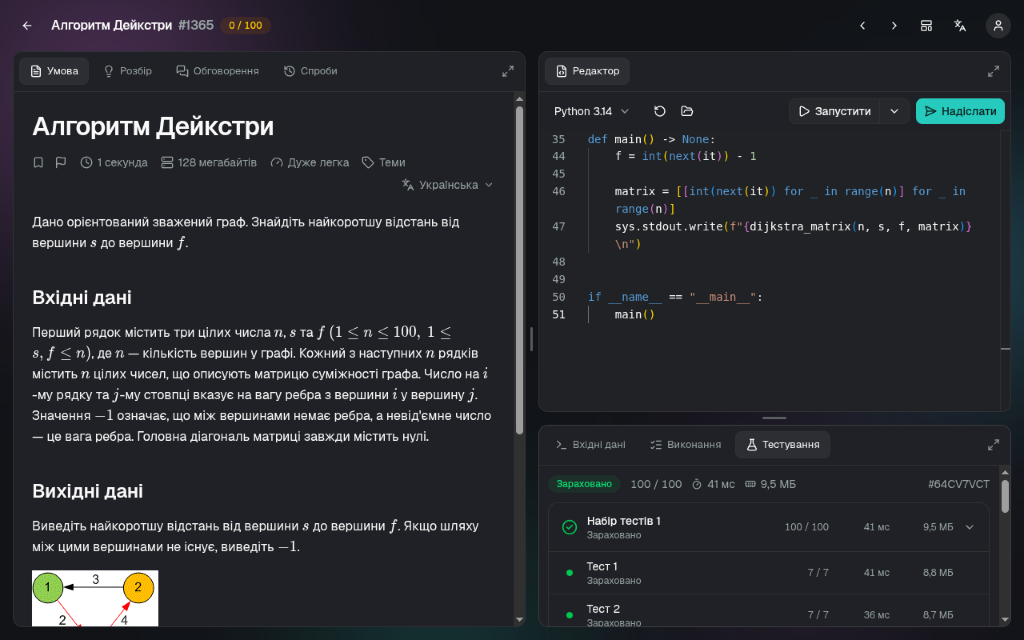 Алгоритм Дейкстри #1365 0 / 100
Умова Розбір Обговорення Спроби
Алгоритм Дейкстри
1 секунда 128 мегабайтів Дуже легка Теми
Українська
Дано орієнтований зважений граф. Знайдіть найкоротшу відстань від
вершини s до вершини f.
Вхідні дані
Перший рядок містить три цілих числа n, s та f (1 ≤ n ≤ 100, 1 ≤
s, f ≤ n), де n — кількість вершин у графі. Кожний з наступних n рядків
містить n цілих чисел, що описують матрицю суміжності графа. Число на i
-му рядку та j-му стовпці вказує на вагу ребра з вершини i у вершину j.
Значення −1 означає, що між вершинами немає ребра, а невід'ємне число
— це вага ребра. Головна діагональ матриці завжди містить нулі.
Вихідні дані
Виведіть найкоротшу відстань від вершини s до вершини f. Якщо шляху
між цими вершинами не існує, виведіть −1.
1 3 2
2 4
Редактор
Python 3.14 Запустити Надіслати
35 def main() -> None:
44 f = int(next(it)) - 1
45
46 matrix = [[int(next(it)) for _ in range(n)] for _ in
range(n)]
47 sys.stdout.write(f"{dijkstra_matrix(n, s, f, matrix)}
\n")
48
49
50 if __name__ == "__main__":
51 main()
Вхідні дані Виконання Тестування
Зараховано 100 / 100 41 мс 9,5 МБ #64CV7VCT
Набір тестів 1 100 / 100 41 мс 9,5 МБ
Зараховано
Тест 1 7 / 7 41 мс 8,8 МБ
Зараховано
Тест 2 7 / 7 36 мс 8,7 МБ
Зараховано